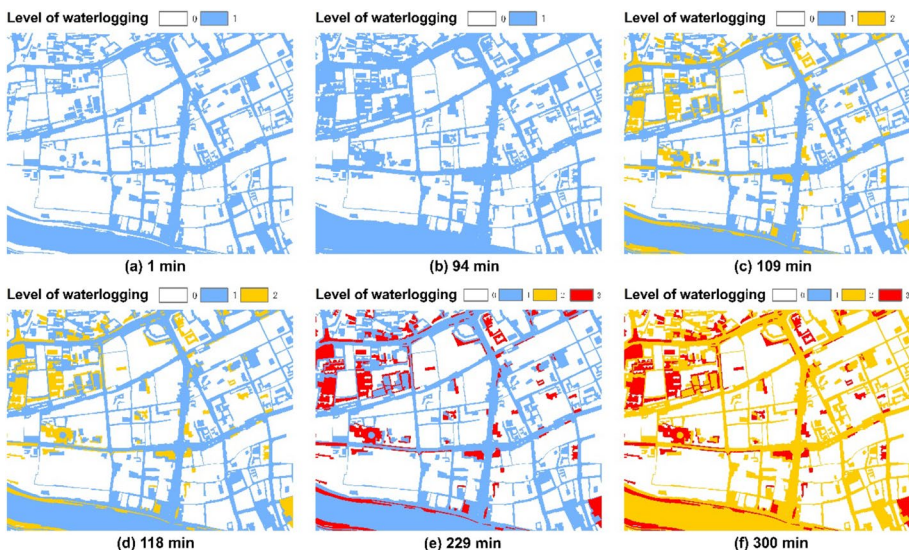 Level of waterlogging 0 1
Level of waterlogging 0 1
Level of waterlogging 0 1 2
(a) 1 min
(b) 94 min
(c) 109 min
Level of waterlogging 0 1 2
Level of waterlogging 0 1 2 3
Level of waterlogging 0 1 2 3
(d) 118 min
(e) 229 min
(f) 300 min